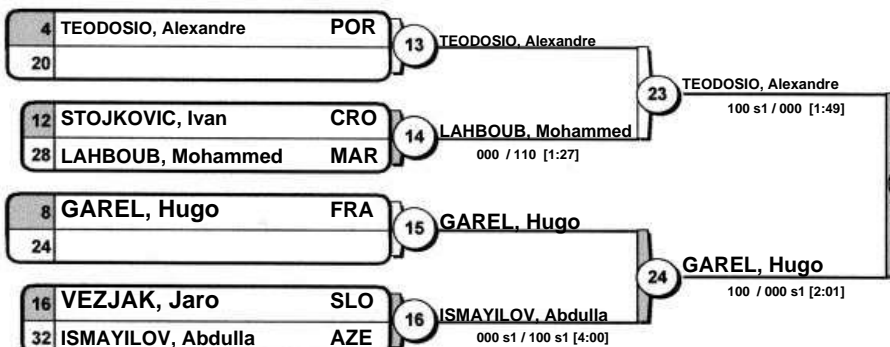 4 TEODOSIO, Alexandre POR
20
13
TEODOSIO, Alexandre
12 STOJKOVIC, Ivan CRO
28 LAHBOUB, Mohammed MAR
14
LAHBOUB, Mohammed
000 / 110 [1:27]
23
TEODOSIO, Alexandre
100 s1 / 000 [1:49]
8 GAREL, Hugo FRA
24
15
GAREL, Hugo
16 VEZJAK, Jaro SLO
32 ISMAYILOV, Abdulla AZE
16
ISMAYILOV, Abdulla
000 s1 / 100 s1 [4:00]
24
GAREL, Hugo
100 / 000 s1 [2:01]